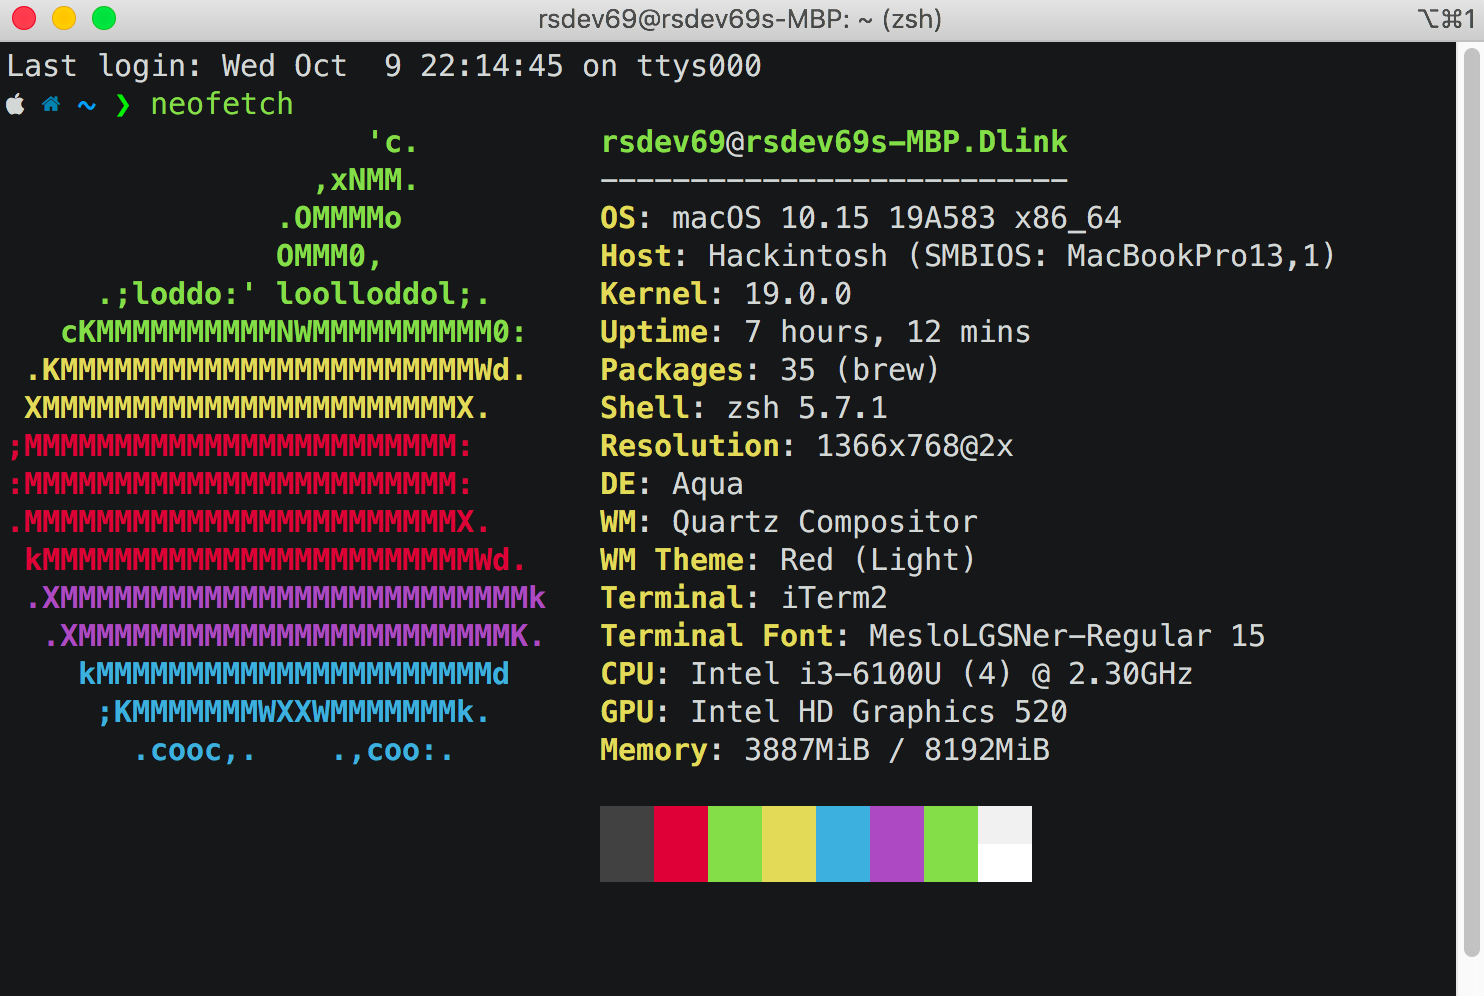 rsdev69@rsdev69s-MBP: ~ (zsh) ⌥⌘1
Last login: Wed Oct  9 22:14:45 on ttys000
~ ❯ neofetch
                    'c.          rsdev69@rsdev69s-MBP.Dlink
                 ,xNMM.          --------------------------
               .OMMMMo           OS: macOS 10.15 19A583 x86_64
               OMMM0,            Host: Hackintosh (SMBIOS: MacBookPro13,1)
     .;loddo:' loolloddol;.      Kernel: 19.0.0
   cKMMMMMMMMMMNWMMMMMMMMMM0:    Uptime: 7 hours, 12 mins
 .KMMMMMMMMMMMMMMMMMMMMMMMWd.    Packages: 35 (brew)
 XMMMMMMMMMMMMMMMMMMMMMMMX.      Shell: zsh 5.7.1
;MMMMMMMMMMMMMMMMMMMMMMMM:       Resolution: 1366x768@2x
:MMMMMMMMMMMMMMMMMMMMMMMM:       DE: Aqua
.MMMMMMMMMMMMMMMMMMMMMMMMX.      WM: Quartz Compositor
 kMMMMMMMMMMMMMMMMMMMMMMMMWd.    WM Theme: Red (Light)
 .XMMMMMMMMMMMMMMMMMMMMMMMMMMk   Terminal: iTerm2
  .XMMMMMMMMMMMMMMMMMMMMMMMMK.   Terminal Font: MesloLGSNer-Regular 15
    kMMMMMMMMMMMMMMMMMMMMMMd     CPU: Intel i3-6100U (4) @ 2.30GHz
     ;KMMMMMMMWXXWMMMMMMMk.      GPU: Intel HD Graphics 520
       .cooc,.    .,coo:.        Memory: 3887MiB / 8192MiB